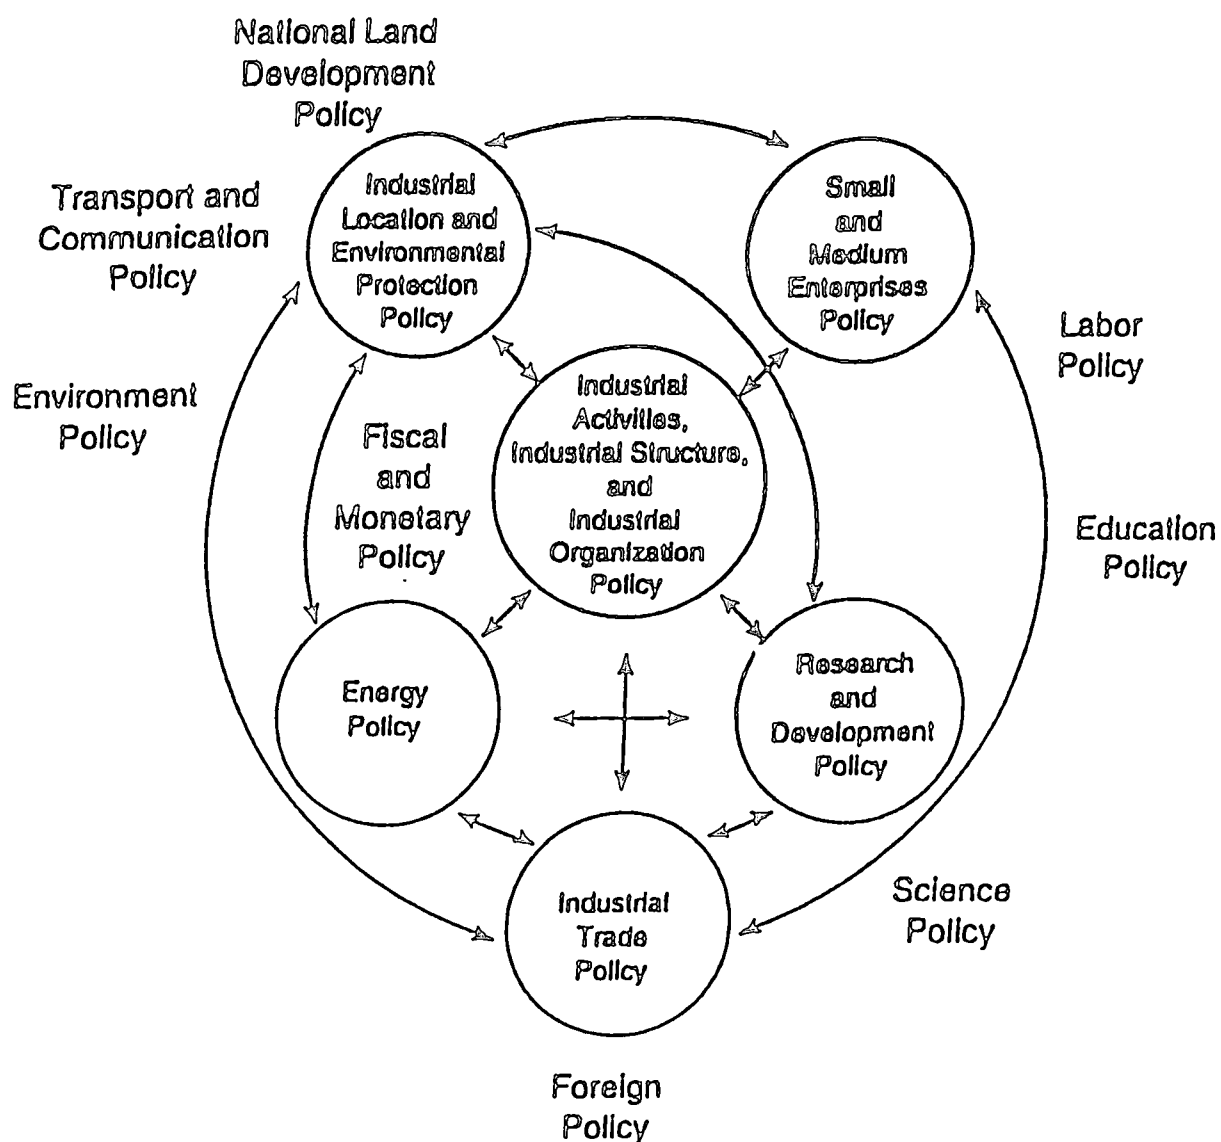 National Land
Development
Policy
Transport and
Communication
Policy
Industrial
Location and
Environmental
Protection
Policy
Small
and
Medium
Enterprises
Policy
Labor
Policy
Environment
Policy
Fiscal
and
Monetary
Policy
Industrial
Activities,
Industrial Structure,
and
Industrial
Organization
Policy
Education
Policy
Energy
Policy
Research
and
Development
Policy
Industrial
Trade
Policy
Science
Policy
Foreign
Policy